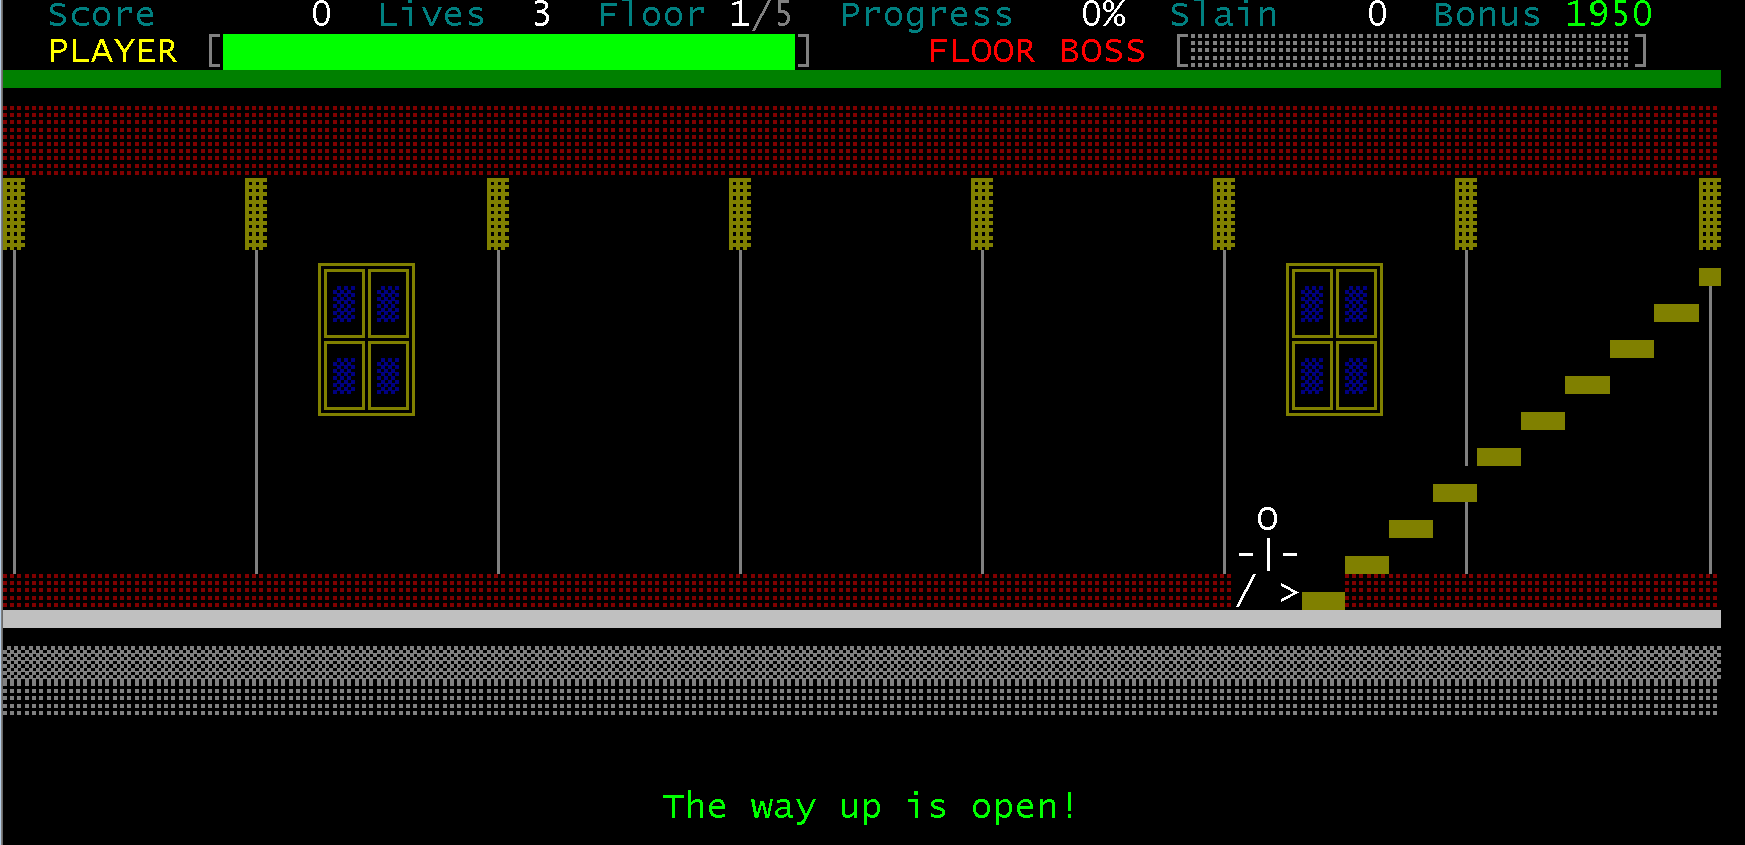 Score 0 Lives 3 Floor 1/5 Progress 0% Slain 0 Bonus 1950
PLAYER [ ] FLOOR BOSS [ ]
The way up is open!